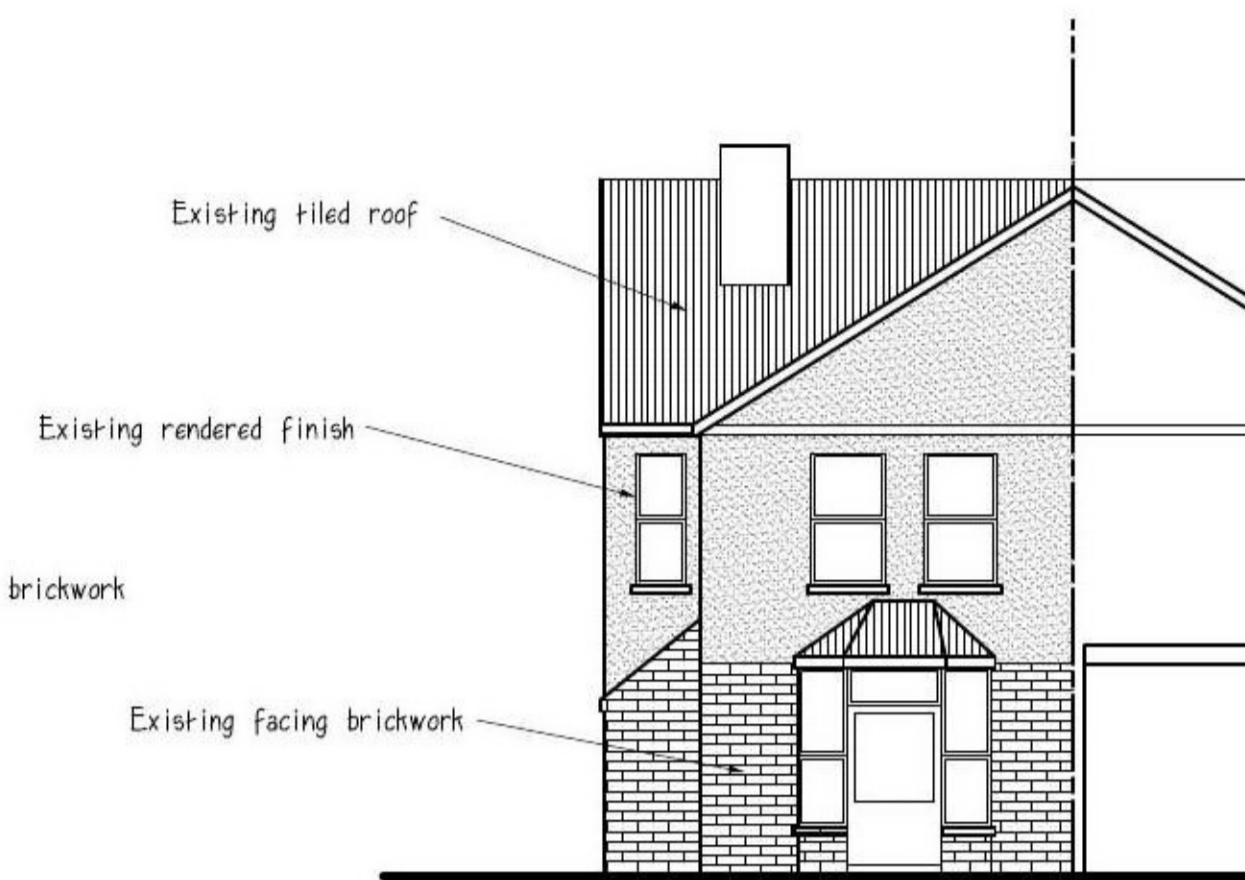 Existing tiled roof
Existing rendered finish
brickwork
Existing facing brickwork